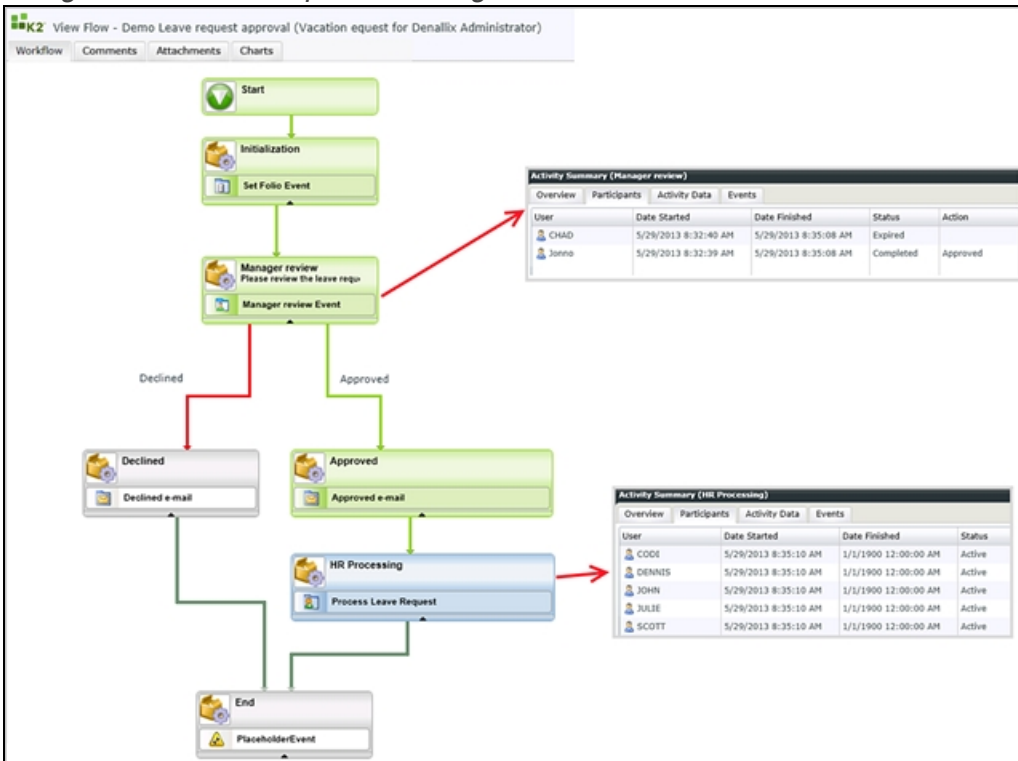 K2 View Flow - Demo Leave request approval (Vacation equest for Denallix Administrator)
Workflow Comments Attachments Charts
Start
Initialization
Set Folio Event
Manager review
Please review the leave requ
Manager review Event
Activity Summary (Manager review)
Overview Participants Activity Data Events
User Date Started Date Finished Status Action
CHAD 5/29/2013 8:32:40 AM 5/29/2013 8:35:08 AM Expired
Jonno 5/29/2013 8:32:39 AM 5/29/2013 8:35:08 AM Completed Approved
Declined
Approved
Declined
Declined e-mail
Approved
Approved e-mail
HR Processing
Process Leave Request
Activity Summary (HR Processing)
Overview Participants Activity Data Events
User Date Started Date Finished Status
CODI 5/29/2013 8:35:10 AM 1/1/1900 12:00:00 AM Active
DENNIS 5/29/2013 8:35:10 AM 1/1/1900 12:00:00 AM Active
JOHN 5/29/2013 8:35:10 AM 1/1/1900 12:00:00 AM Active
JULIE 5/29/2013 8:35:10 AM 1/1/1900 12:00:00 AM Active
SCOTT 5/29/2013 8:35:10 AM 1/1/1900 12:00:00 AM Active
End
PlaceholderEvent